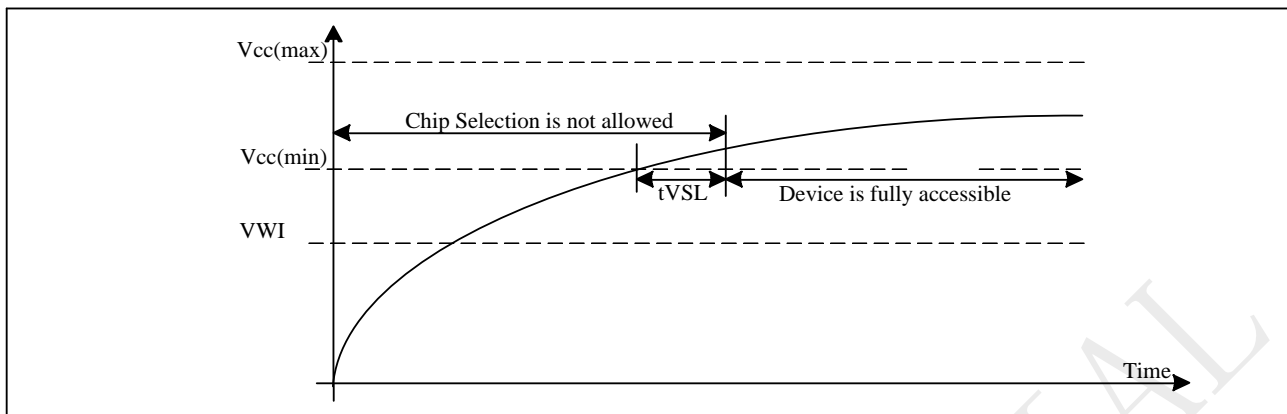 Vcc(max)
Chip Selection is not allowed
Vcc(min)
tVSL
Device is fully accessible
VWI
Time